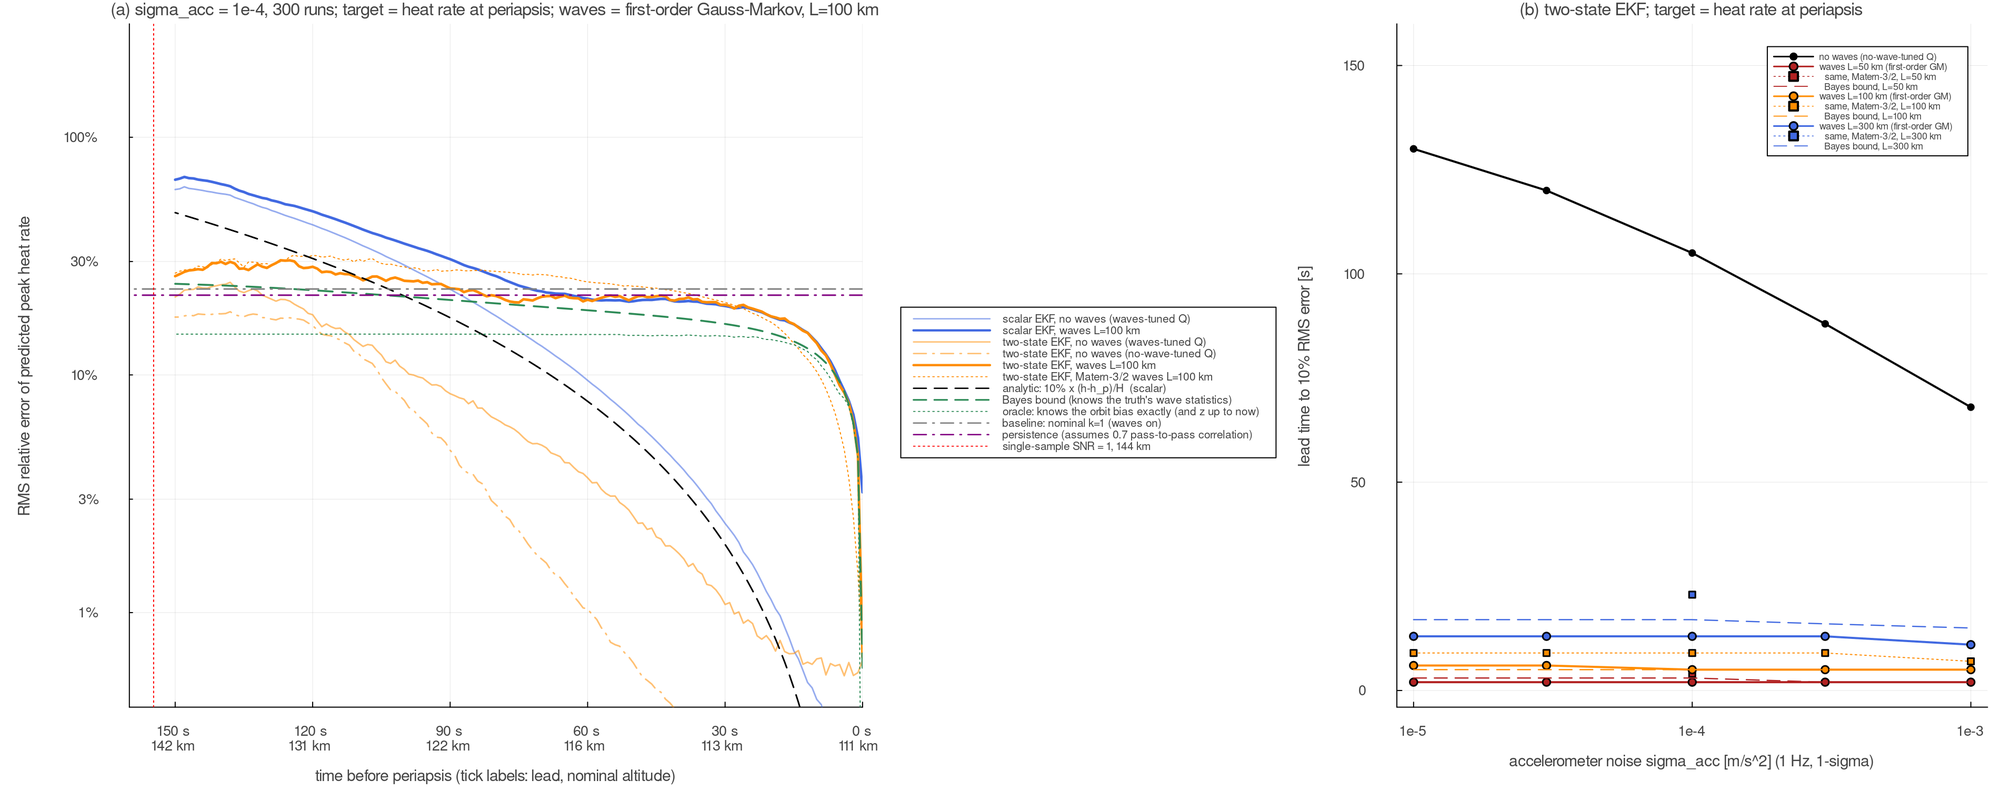 (a) sigma_acc = 1e-4, 300 runs; target = heat rate at periapsis; waves = first-order Gauss-Markov, L=100 km
RMS relative error of predicted peak heat rate
100%
30%
10%
3%
1%
150 s
142 km
120 s
131 km
90 s
122 km
60 s
116 km
30 s
113 km
0 s
111 km
time before periapsis (tick labels: lead, nominal altitude)
scalar EKF, no waves (waves-tuned Q)
scalar EKF, waves L=100 km
two-state EKF, no waves (waves-tuned Q)
two-state EKF, no waves (no-wave-tuned Q)
two-state EKF, waves L=100 km
two-state EKF, Matern-3/2 waves L=100 km
analytic: 10% x (h-h_p)/H (scalar)
Bayes bound (knows the truth's wave statistics)
oracle: knows the orbit bias exactly (and z up to now)
baseline: nominal k=1 (waves on)
persistence (assumes 0.7 pass-to-pass correlation)
single-sample SNR = 1, 144 km
(b) two-state EKF; target = heat rate at periapsis
lead time to 10% RMS error [s]
150
100
50
0
1e-5
1e-4
1e-3
accelerometer noise sigma_acc [m/s^2] (1 Hz, 1-sigma)
no waves (no-wave-tuned Q)
waves L=50 km (first-order GM)
same, Matern-3/2, L=50 km
Bayes bound, L=50 km
waves L=100 km (first-order GM)
same, Matern-3/2, L=100 km
Bayes bound, L=100 km
waves L=300 km (first-order GM)
same, Matern-3/2, L=300 km
Bayes bound, L=300 km